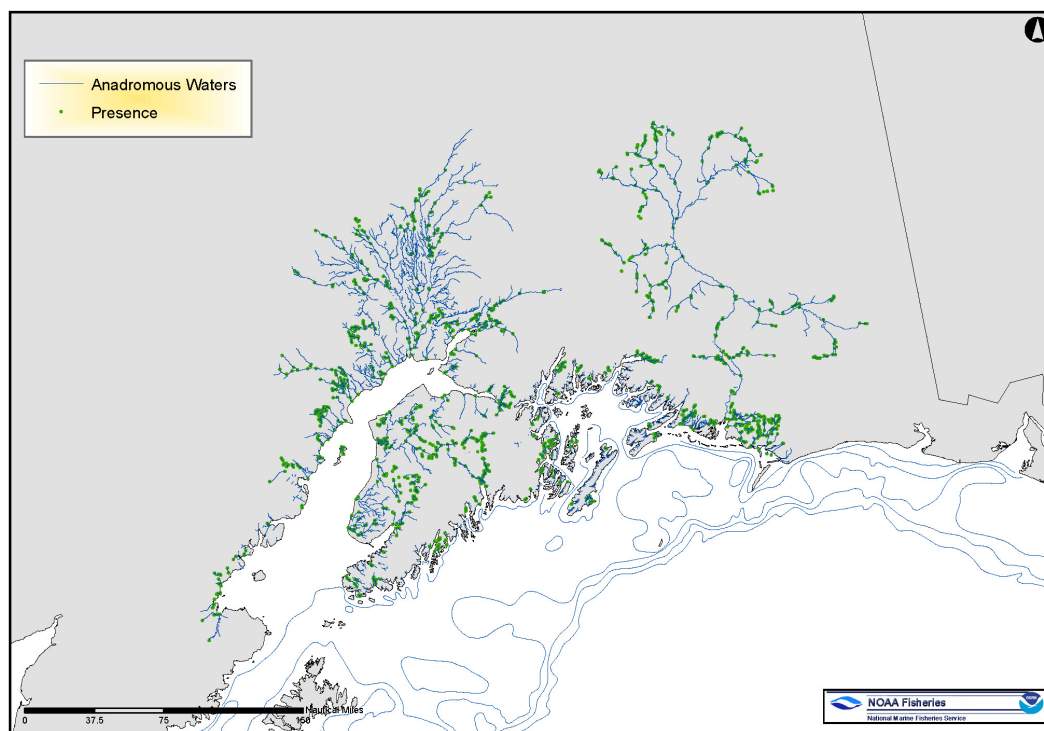 Anadromous Waters
Presence
Nautical Miles
0 37.5 75 150
NOAA Fisheries
National Marine Fisheries Service